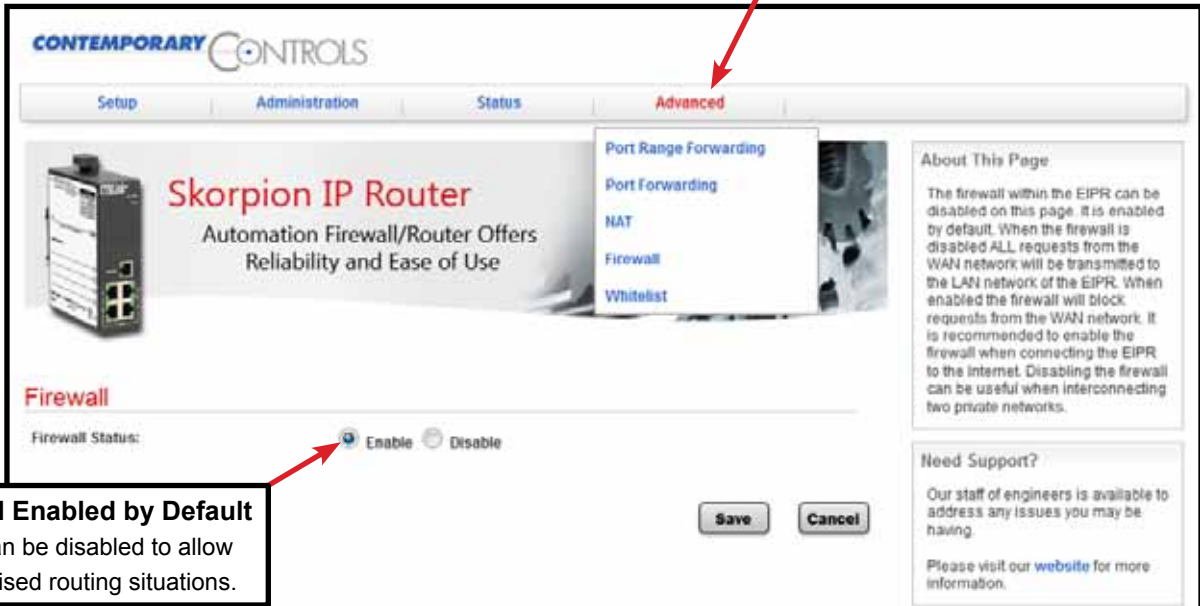 CONTEMPORARY CONTROLS
Setup
Administration
Status
Advanced
Port Range Forwarding
Port Forwarding
NAT
Firewall
Whitelist
Skorpion IP Router
Automation Firewall/Router Offers
Reliability and Ease of Use
Firewall
Firewall Status:
Enable
Disable
Enabled by Default
be disabled to allow
routing situations.
Save
Cancel
About This Page
The firewall within the EIPR can be
disabled on this page. It is enabled
by default. When the firewall is
disabled ALL requests from the
WAN network will be transmitted to
the LAN network of the EIPR. When
enabled the firewall will block
requests from the WAN network. It
is recommended to enable the
firewall when connecting the EIPR
to the Internet. Disabling the firewall
can be useful when interconnecting
two private networks.
Need Support?
Our staff of engineers is available to
address any issues you may be
having.
Please visit our website for more
information.